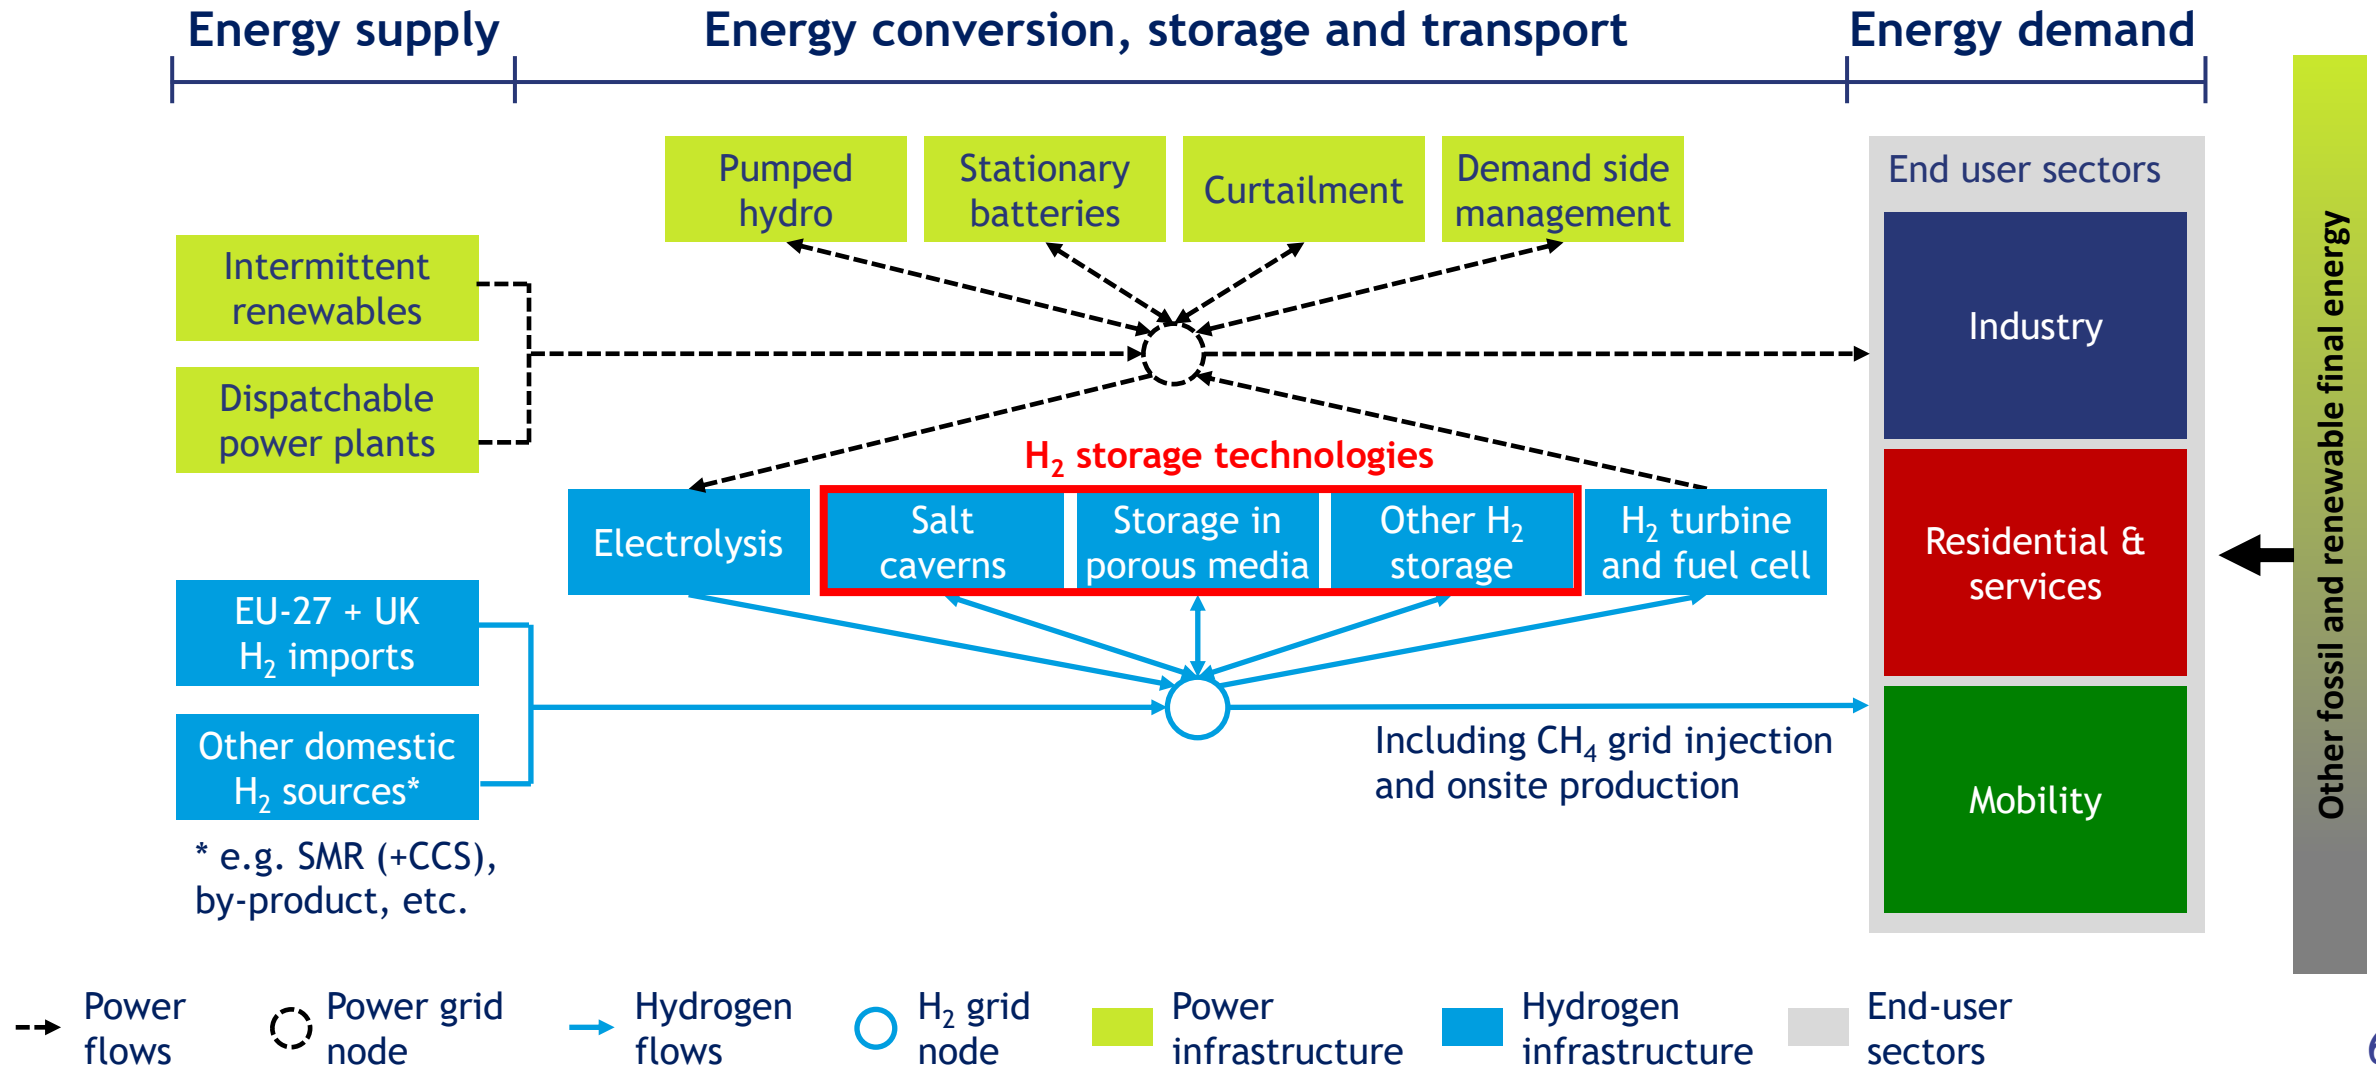 Energy supply
Energy conversion, storage and transport
Energy demand
Pumped
hydro
Stationary
batteries
Curtailment
Demand side
management
End user sectors
Intermittent
renewables
Dispatchable
power plants
Industry
H₂ storage technologies
Electrolysis
Salt
caverns
Storage in
porous media
Other H₂
storage
H₂ turbine
and fuel cell
Residential &
services
EU-27 + UK
H₂ imports
Other domestic
H₂ sources*
* e.g. SMR (+CCS),
by-product, etc.
Including CH₄ grid injection
and onsite production
Mobility
Other fossil and renewable final energy
Power
flows
Power grid
node
Hydrogen
flows
H₂ grid
node
Power
infrastructure
Hydrogen
infrastructure
End-user
sectors